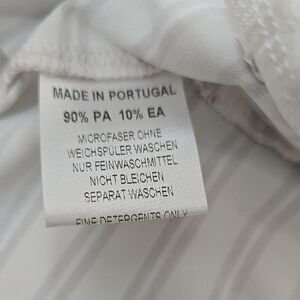 MADE IN PORTUGAL
90% PA 10% EA
MICROFASER OHNE
WEICHSPÜLER WASCHEN
NUR FEINWASCHMITTEL
NICHT BLEICHEN
SEPARAT WASCHEN
FINE DETERGENTS ONLY